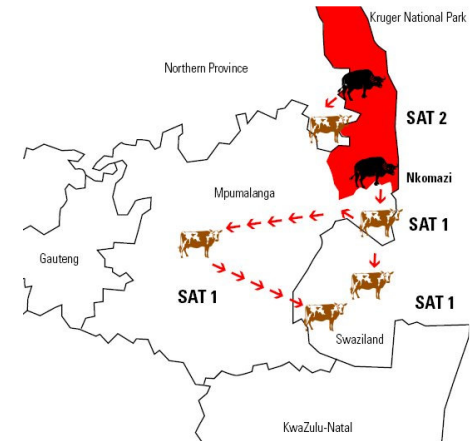 Kruger National Park
Northern Province
SAT 2
Nkomazi
Mpumalanga
SAT 1
Gauteng
SAT 1
SAT 1
Swaziland
KwaZulu-Natal